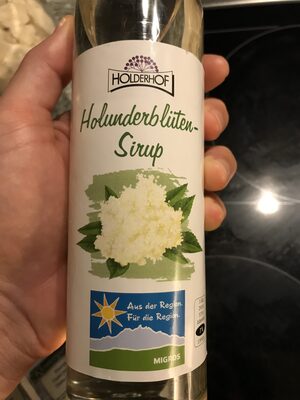 HOLDERHOF
Holunderblüten-
Sirup
Aus der Region.
Für die Region.
MIGROS